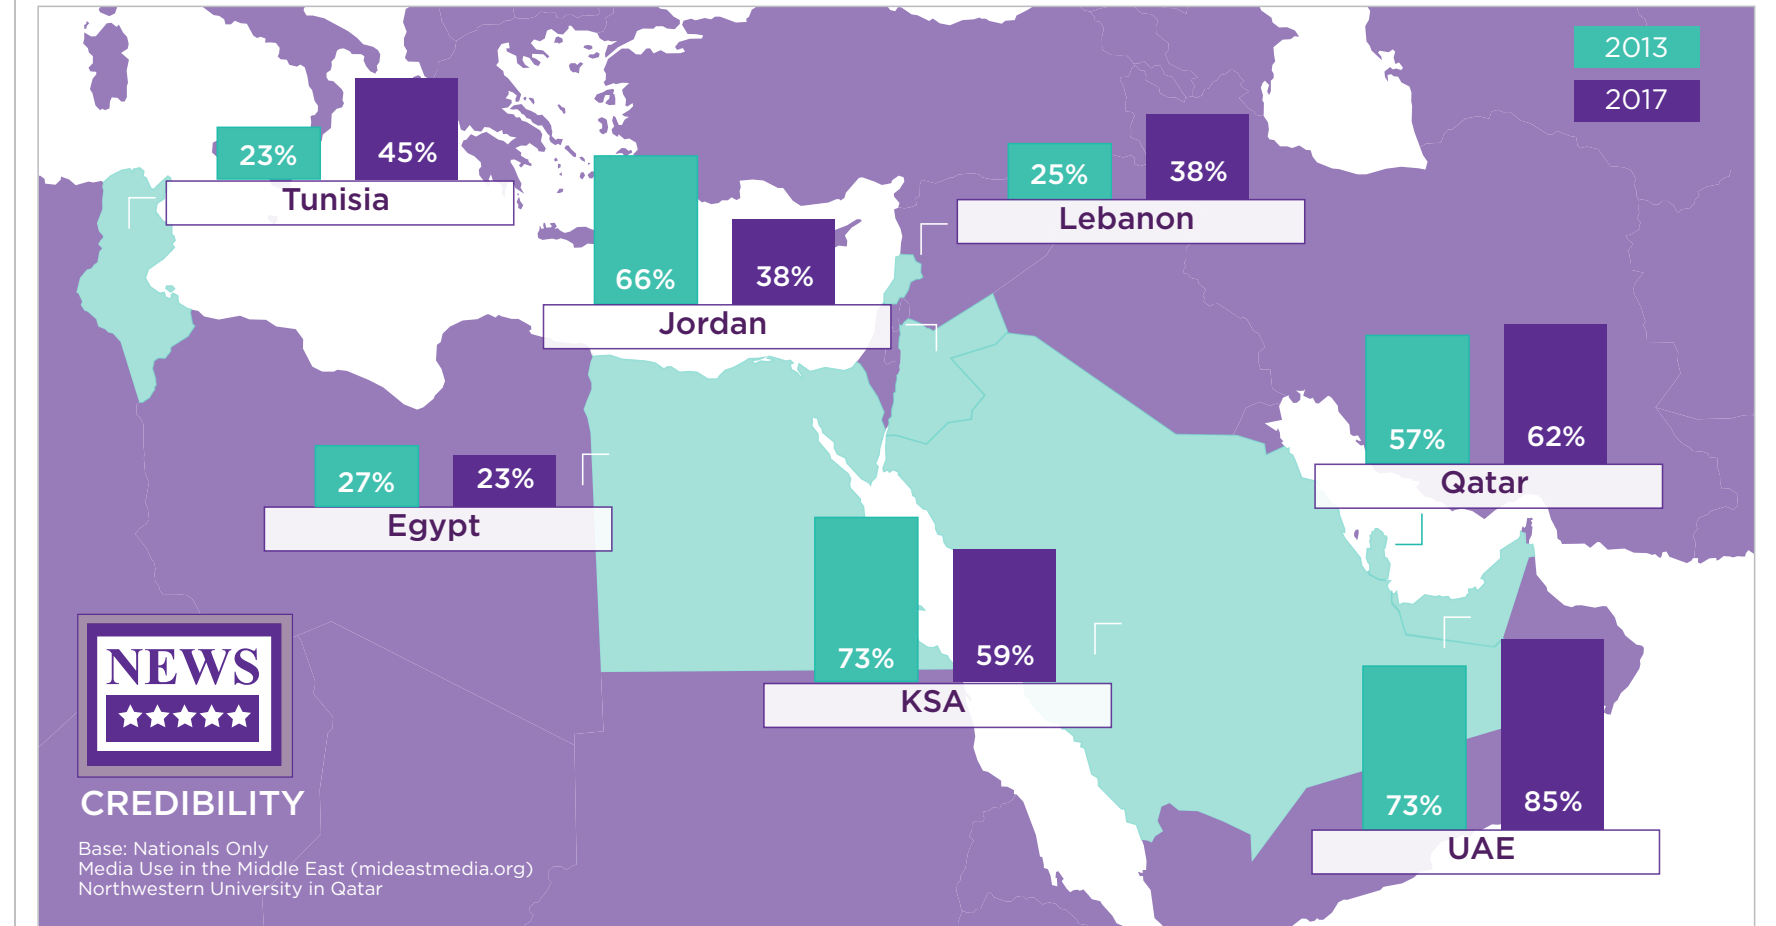 2013
2017
23%
45%
Tunisia
66%
38%
Jordan
25%
38%
Lebanon
57%
62%
Qatar
27%
23%
Egypt
73%
59%
KSA
73%
85%
UAE
NEWS
CREDIBILITY
Base: Nationals Only
Media Use in the Middle East (mideastmedia.org)
Northwestern University in Qatar